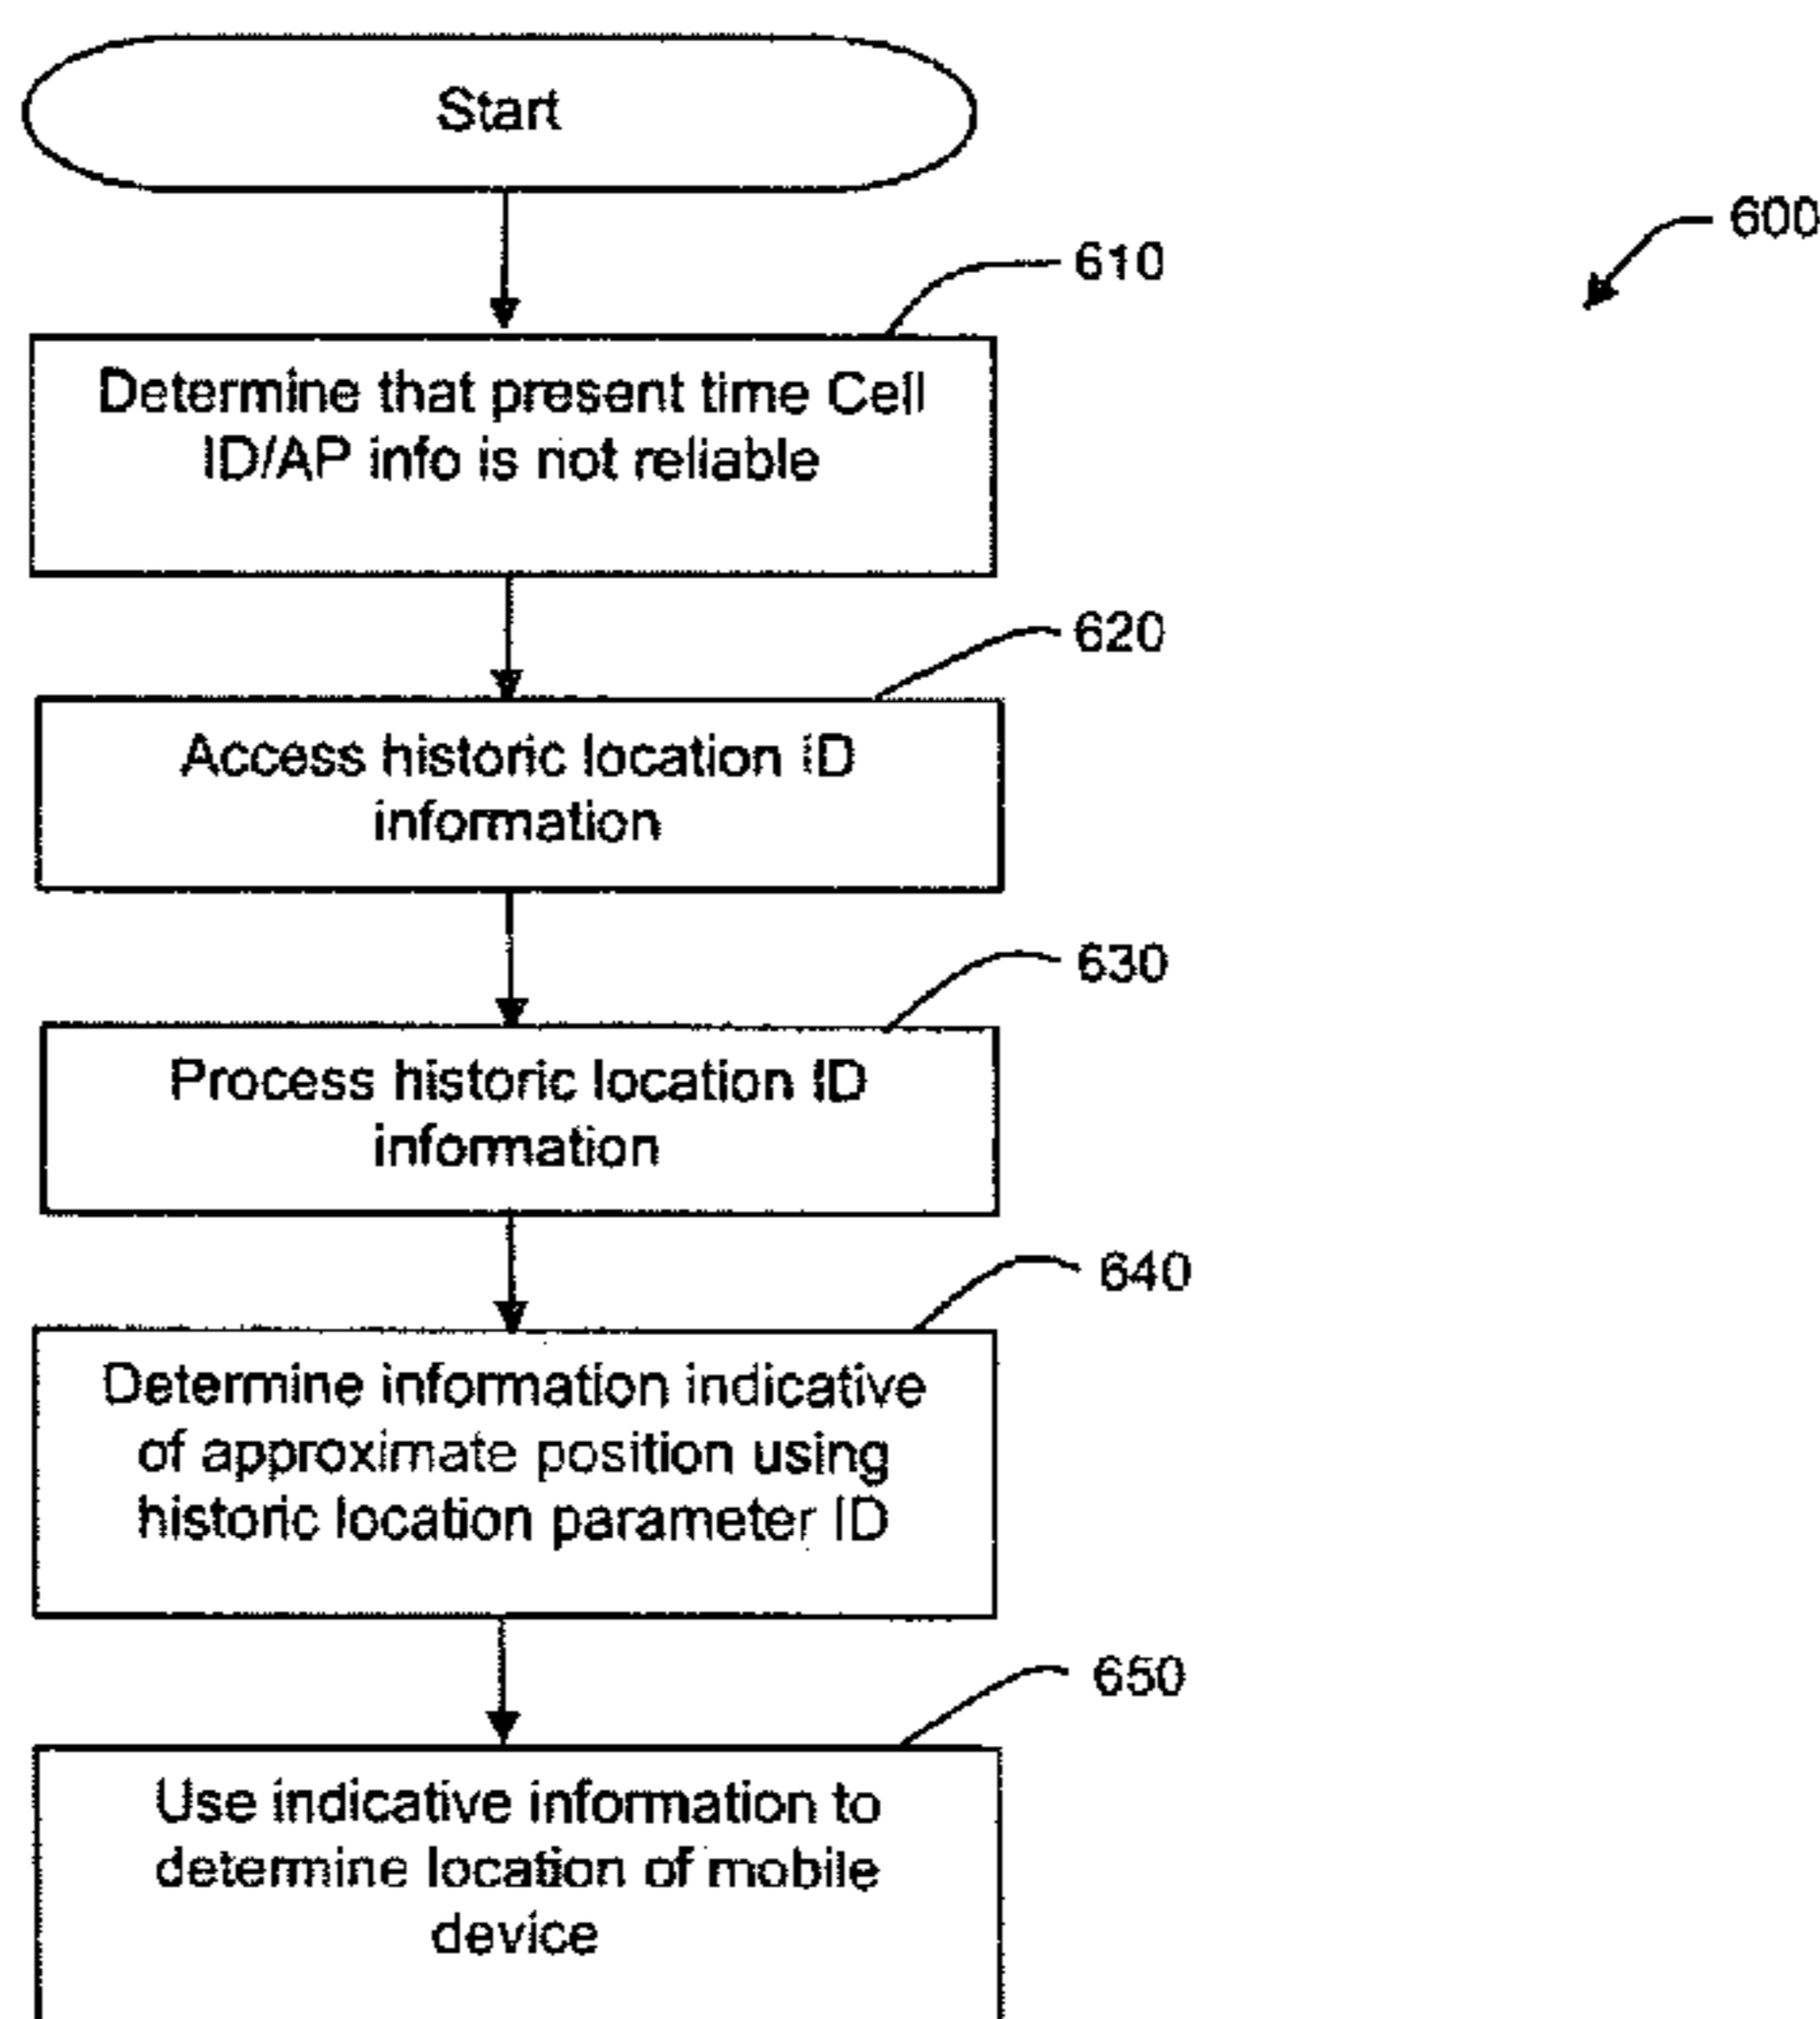 Start
600
610
Determine that present time Cell
ID/AP info is not reliable
620
Access historic location ID
information
630
Process historic location ID
information
640
Determine information indicative
of approximate position using
historic location parameter ID
650
Use indicative information to
determine location of mobile
device